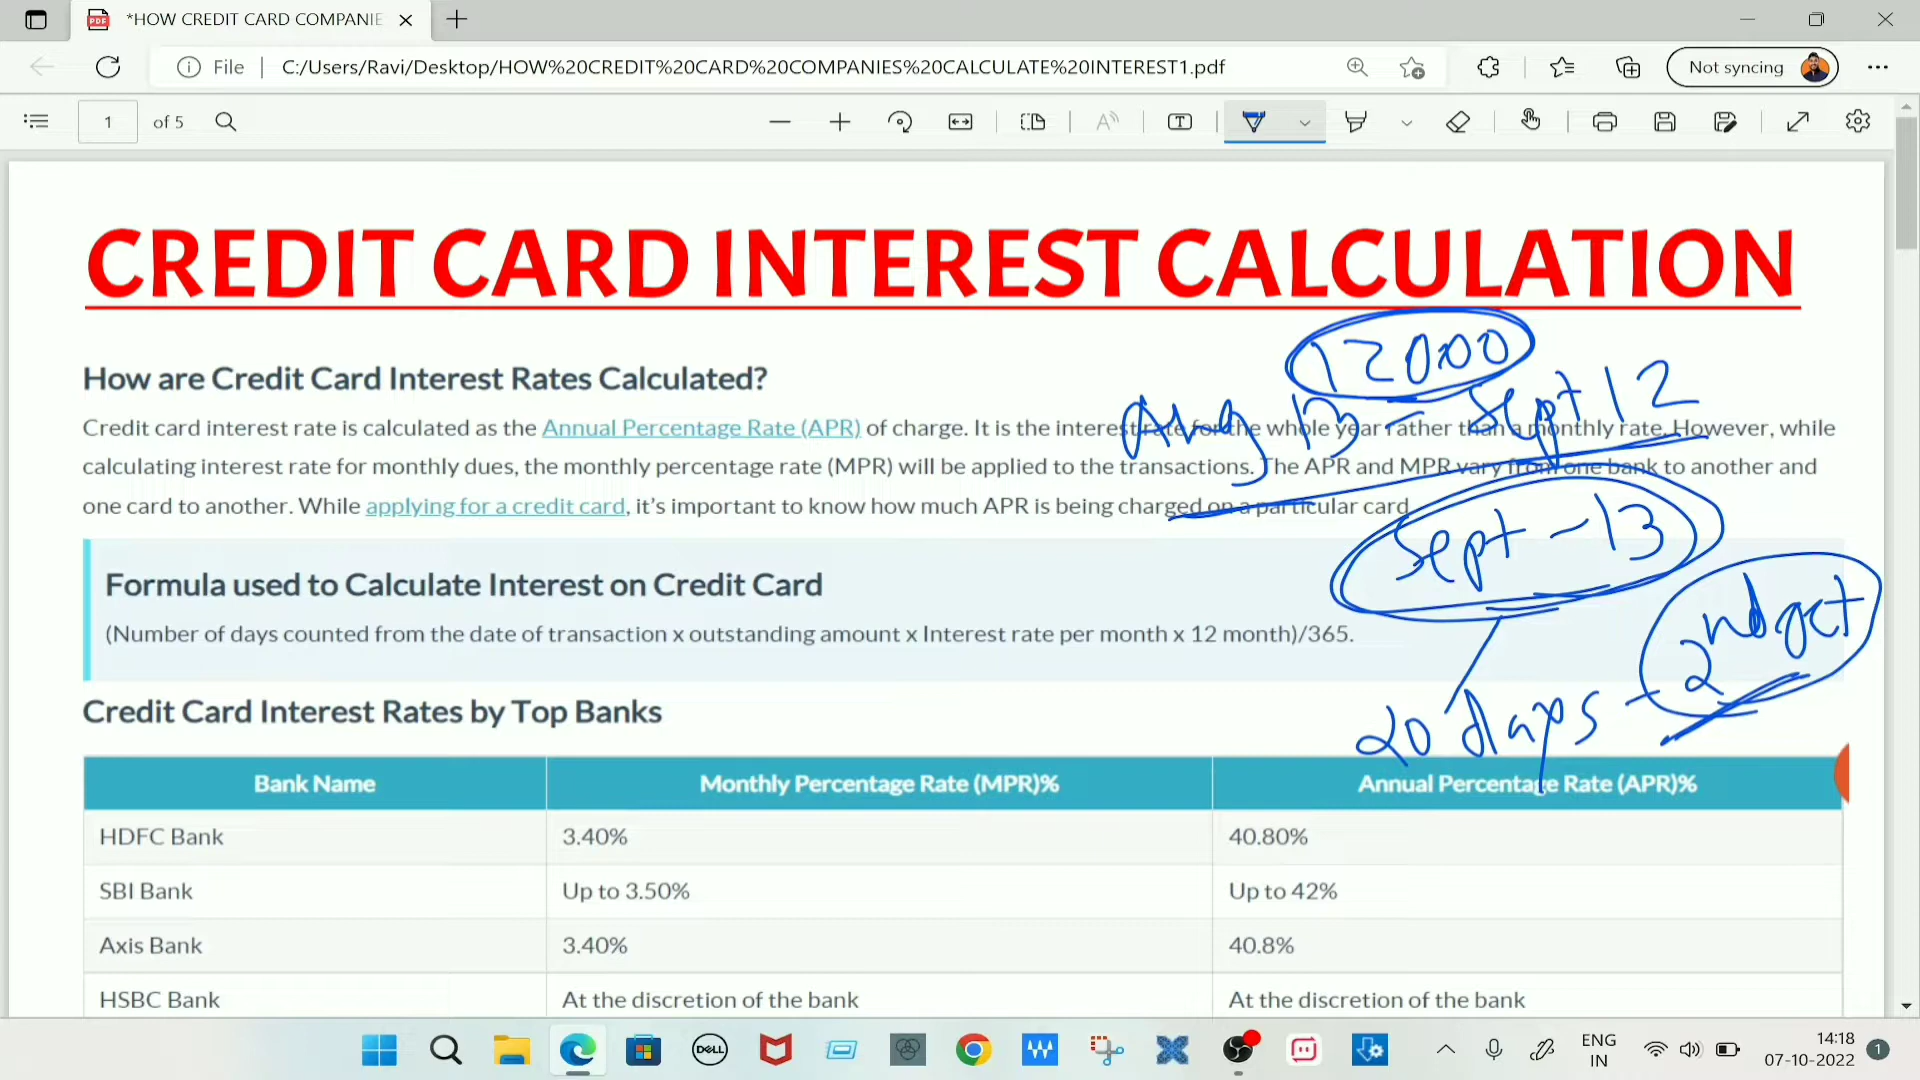 *HOW CREDIT CARD COMPANIE
File
C:/Users/Ravi/Desktop/HOW%20CREDIT%20CARD%20COMPANIES%20CALCULATE%20INTEREST1.pdf
Not syncing
1 of 5
CREDIT CARD INTEREST CALCULATION
12000
Aug 13 - Sept 12
How are Credit Card Interest Rates Calculated?
Credit card interest rate is calculated as the Annual Percentage Rate (APR) of charge. It is the interest rate for the whole year rather than a monthly rate. However, while
calculating interest rate for monthly dues, the monthly percentage rate (MPR) will be applied to the transactions. The APR and MPR vary from one bank to another and
one card to another. While applying for a credit card, it's important to know how much APR is being charged on a particular card.
Sept - 13
Formula used to Calculate Interest on Credit Card
(Number of days counted from the date of transaction x outstanding amount x Interest rate per month x 12 month)/365.
20 days - 2nd oct
Credit Card Interest Rates by Top Banks
Bank Name Monthly Percentage Rate (MPR)% Annual Percentage Rate (APR)%
HDFC Bank 3.40% 40.80%
SBI Bank Up to 3.50% Up to 42%
Axis Bank 3.40% 40.8%
HSBC Bank At the discretion of the bank At the discretion of the bank
DELL
ENG
IN
14:18
07-10-2022
1